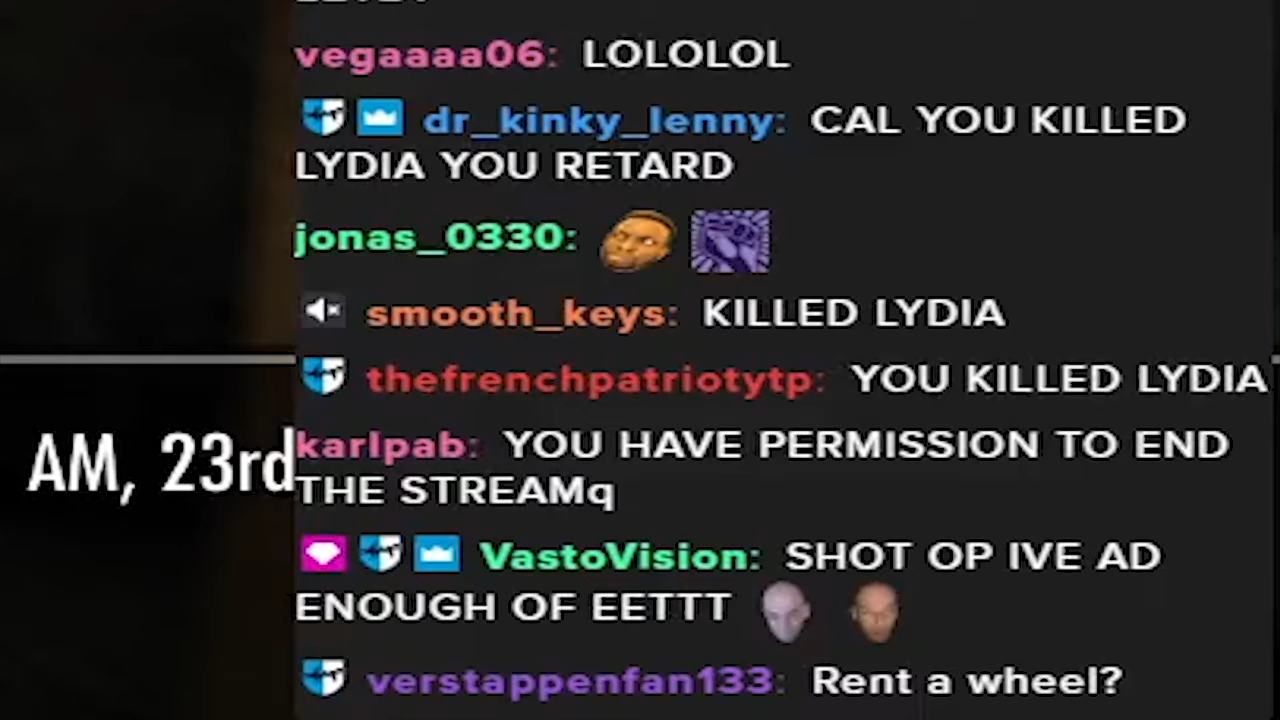 vegaaaa06: LOLOLOL
dr_kinky_lenny: CAL YOU KILLED
LYDIA YOU RETARD
jonas_0330:
smooth_keys: KILLED LYDIA
thefrenchpatriotytp: YOU KILLED LYDIA
AM, 23rd
karlpab: YOU HAVE PERMISSION TO END
THE STREAMq
VastoVision: SHOT OP IVE AD
ENOUGH OF EETTT
verstappenfan133: Rent a wheel?